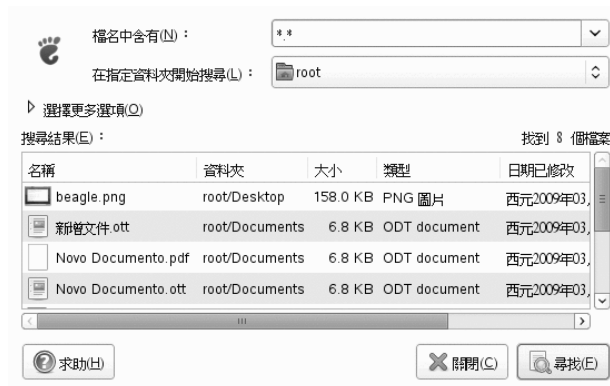 檔名中含有(N)：
*.*
在指定資料夾開始搜尋(L)：
root
選擇更多選項(O)
搜尋結果(E)：
找到 8 個檔案
名稱 資料夾 大小 類型 日期已修改
beagle.png root/Desktop 158.0 KB PNG 圖片 西元2009年03,
新增文件.ott root/Documents 6.8 KB ODT document 西元2009年03,
Novo Documento.pdf root/Documents 6.8 KB ODT document 西元2009年03,
Novo Documento.ott root/Documents 6.8 KB ODT document 西元2009年03,
求助(H)
關閉(C)
尋找(F)